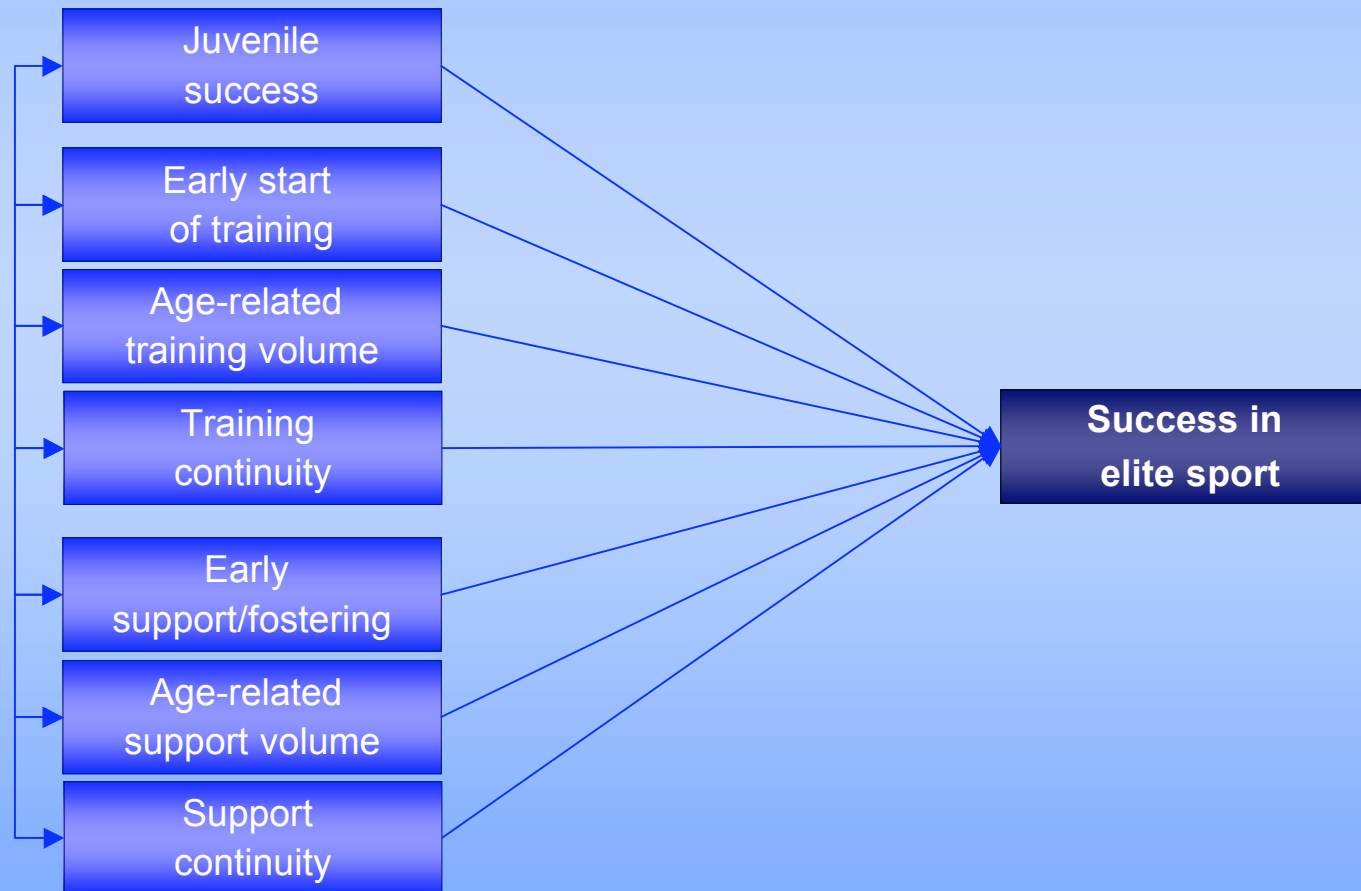 Juvenile
success
Early start
of training
Age-related
training volume
Training
continuity
Early
support/fostering
Age-related
support volume
Support
continuity
Success in
elite sport